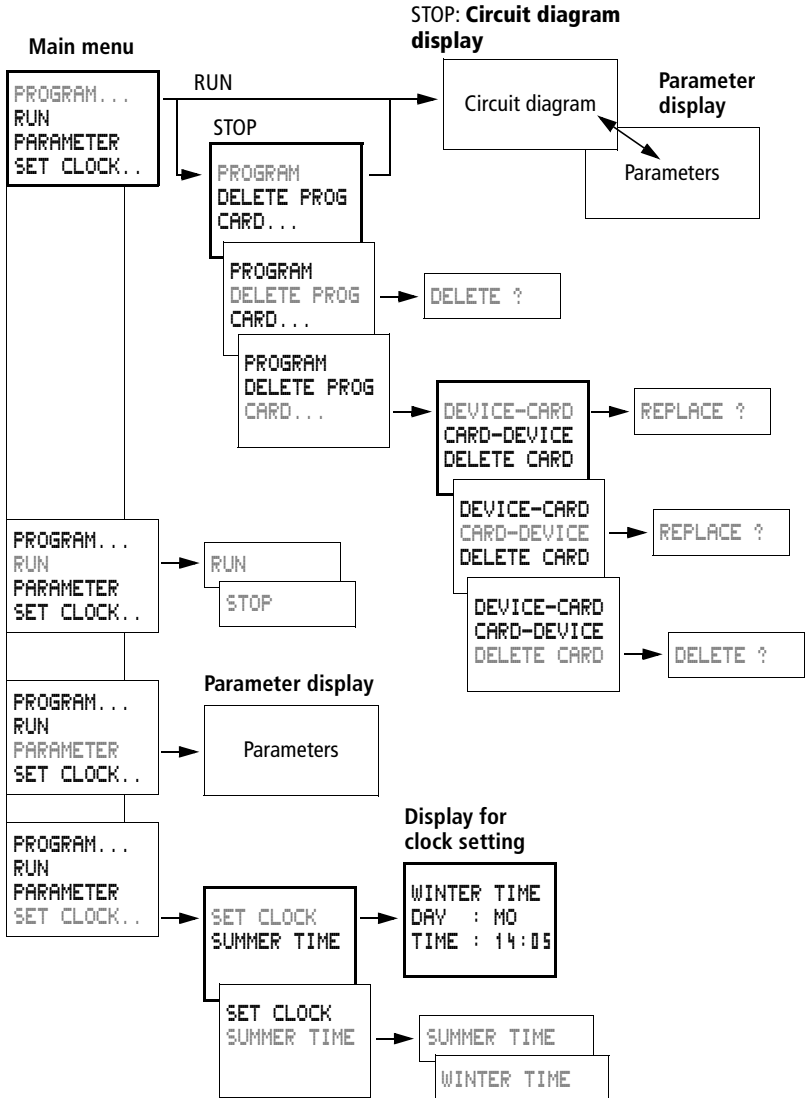 STOP: Circuit diagram
display
Main menu
PROGRAM...
RUN
PARAMETER
SET CLOCK..
RUN
STOP
Circuit diagram
Parameter
display
Parameters
PROGRAM
DELETE PROG
CARD...
PROGRAM
DELETE PROG
CARD...
DELETE ?
PROGRAM
DELETE PROG
CARD...
DEVICE-CARD
CARD-DEVICE
DELETE CARD
REPLACE ?
DEVICE-CARD
CARD-DEVICE
DELETE CARD
REPLACE ?
DEVICE-CARD
CARD-DEVICE
DELETE CARD
DELETE ?
PROGRAM...
RUN
PARAMETER
SET CLOCK..
RUN
STOP
Parameter display
PROGRAM...
RUN
PARAMETER
SET CLOCK..
Parameters
Display for
clock setting
PROGRAM...
RUN
PARAMETER
SET CLOCK..
SET CLOCK
SUMMER TIME
WINTER TIME
DAY : MO
TIME : 14:05
SET CLOCK
SUMMER TIME
SUMMER TIME
WINTER TIME